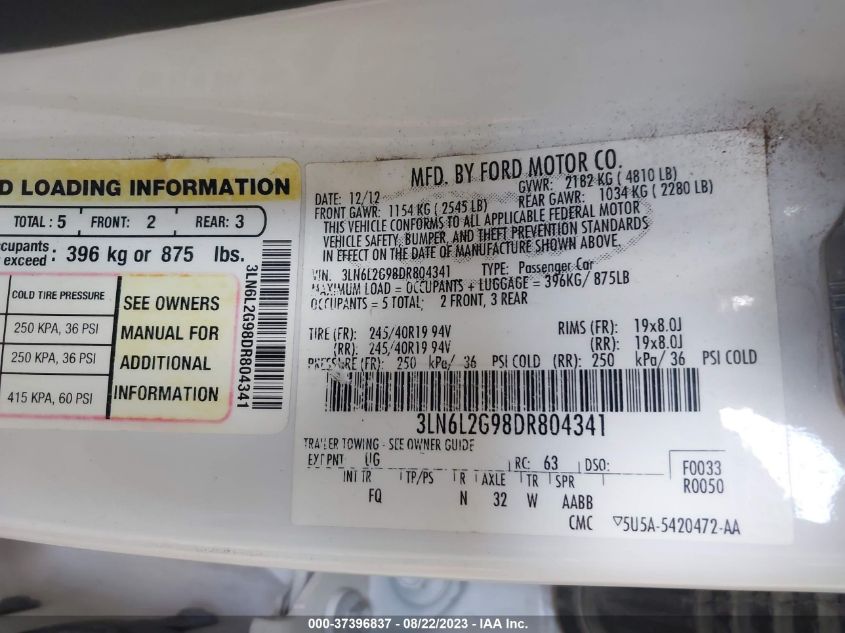 D LOADING INFORMATION
TOTAL: 5 FRONT: 2 REAR: 3
cupants exceed: 396 kg or 875 lbs.
COLD TIRE PRESSURE
250 KPA, 36 PSI
250 KPA, 36 PSI
415 KPA, 60 PSI
SEE OWNERS
MANUAL FOR
ADDITIONAL
INFORMATION
3LN6L2G98DR804341
MFD. BY FORD MOTOR CO.
DATE: 12/12 GVWR: 2182 KG ( 4810 LB)
FRONT GAWR: 1154 KG ( 2545 LB) REAR GAWR: 1034 KG ( 2280 LB)
THIS VEHICLE CONFORMS TO ALL APPLICABLE FEDERAL MOTOR
VEHICLE SAFETY, BUMPER, AND THEFT PREVENTION STANDARDS
IN EFFECT ON THE DATE OF MANUFACTURE SHOWN ABOVE.
VIN: 3LN6L2G98DR804341 TYPE: Passenger Car
MAXIMUM LOAD = OCCUPANTS + LUGGAGE = 396KG/ 875LB
OCCUPANTS = 5 TOTAL; 2 FRONT, 3 REAR
TIRE (FR): 245/40R19 94V RIMS (FR): 19x8.0J
(RR): 245/40R19 94V (RR): 19x8.0J
PRESSURE (FR): 250 kPa/ 36 PSI COLD (RR): 250 kPa/ 36 PSI COLD
3LN6L2G98DR804341
TRAILER TOWING - SEE OWNER GUIDE
EXT PNT UG RC: 63 DSO: F0033
R0050
INT TR TP/PS R AXLE TR SPR
FQ N 32 W AABB
CMC ▽5U5A-5420472-AA
000-37396837 - 08/22/2023 - IAAI Inc.